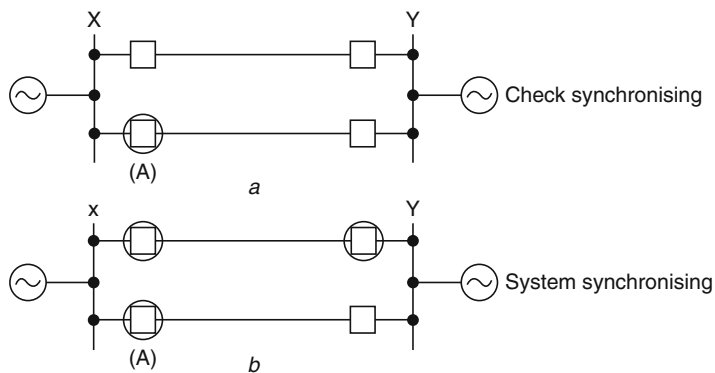 X Y
Check synchronising
(A)
a
x Y
System synchronising
(A)
b